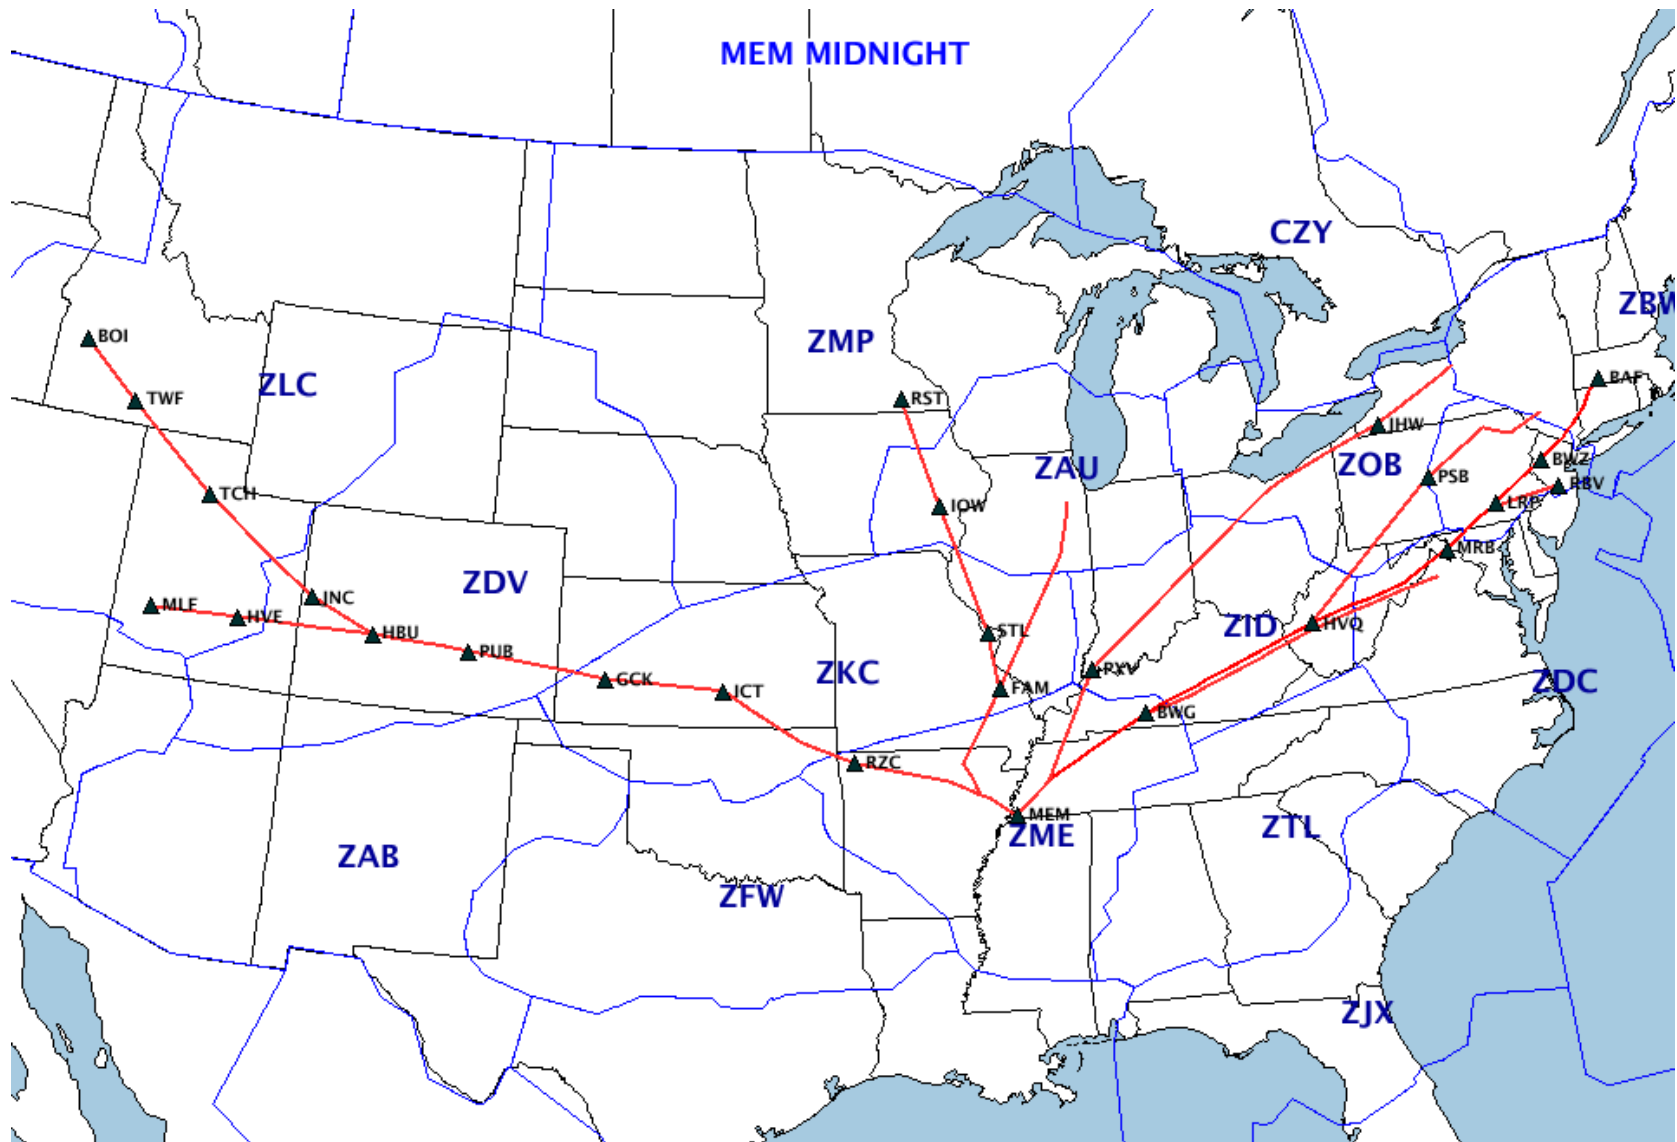 MEM MIDNIGHT
CZY
ZBW
ZMP
BOI
ZLC
TWF
RST
BAF
JHW
ZAU
ZOB
BWZ
PSB
RBV
TCH
IOW
LRP
MRB
ZDV
JNC
MLF
HVE
HBU
STL
ZID
HVQ
PUB
ZKC
PXV
GCK
ICT
FAM
ZDC
BWG
RZC
MEM
ZME
ZTL
ZAB
ZFW
ZJX